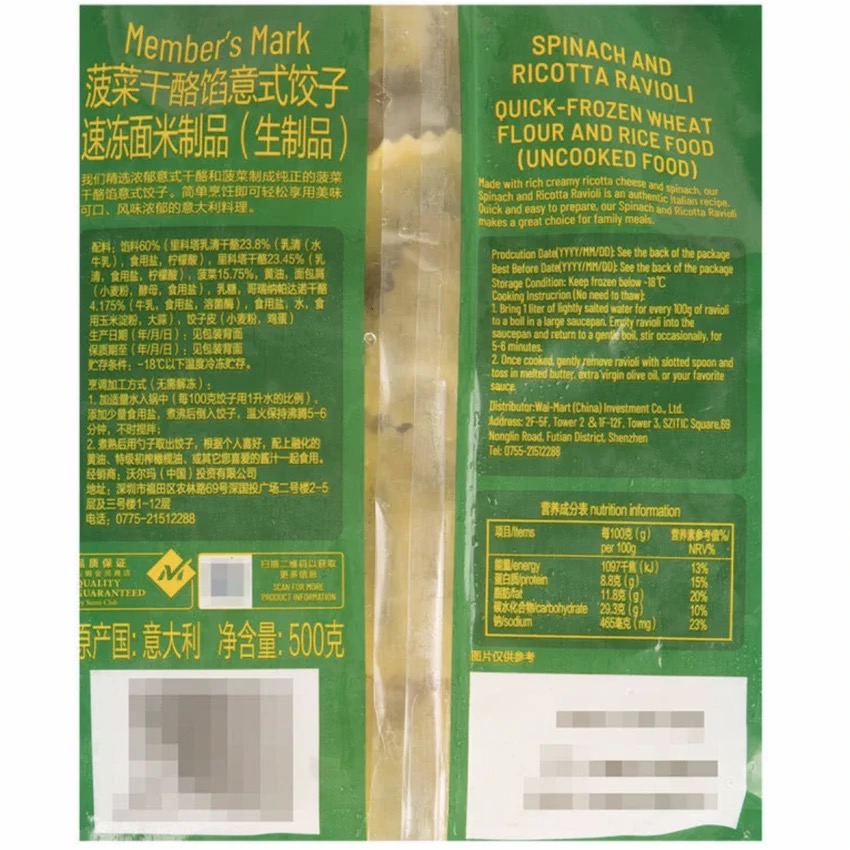 Member's Mark
菠菜干酪馅意式饺子
速冻面米制品（生制品）
我们精选浓郁意式干酪和菠菜制成纯正的菠菜
干酪馅意式饺子。简单烹饪即可轻松享用美味
可口、风味浓郁的意大利料理。
配料：馅料60%（里科塔乳清干酪23.8%（乳清（水
牛乳），食用盐，柠檬酸），里科塔干酪23.45%（乳
清，食用盐，柠檬酸），菠菜15.75%，黄油，面包屑
（小麦粉，酵母，食用盐），乳糖，哥瑞纳帕达诺干酪
4.175%（牛乳，食用盐，溶菌酶），食用盐，水，食
用玉米淀粉，大蒜），饺子皮（小麦粉，鸡蛋）
生产日期（年/月/日）：见包装背面
保质期至（年/月/日）：见包装背面
贮存条件：-18℃以下温度冷冻贮存。
烹调加工方式（无需解冻）：
1. 加适量水入锅中（每100克饺子用1升水的比例），
添加少量食用盐，煮沸后倒入饺子，温火保持沸腾5-6
分钟，不时搅拌；
2. 煮熟后用勺子取出饺子，根据个人喜好，配上融化的
黄油、特级初榨橄榄油、或其它您喜爱的酱汁一起食用。
经销商：沃尔玛（中国）投资有限公司
地址：深圳市福田区农林路69号深国投广场二号楼2-5
层及三号楼1-12层
电话：0775-21512288
品质保证
QUALITY
GUARANTEED
by Sam's Club
扫描二维码以获取
更多信息
SCAN FOR MORE
PRODUCT INFORMATION
原产国：意大利 净含量：500克
SPINACH AND
RICOTTA RAVIOLI
QUICK-FROZEN WHEAT
FLOUR AND RICE FOOD
(UNCOOKED FOOD)
Made with rich creamy ricotta cheese and spinach, our
Spinach and Ricotta Ravioli is an authentic Italian recipe.
Quick and easy to prepare, our Spinach and Ricotta Ravioli
makes a great choice for family meals.
Prodcution Date(YYYY/MM/DD): See the back of the package
Best Before Date(YYYY/MM/DD): See the back of the package
Storage Condition: Keep frozen below -18℃
Cooking Instrucrion (No need to thaw):
1. Bring 1 liter of lightly salted water for every 100g of ravioli
to a boil in a large saucepan. Empty ravioli into the
saucepan and return to a gentle boil, stir occasionally, for
5-6 minutes.
2. Once cooked, gently remove ravioli with slotted spoon and
toss in melted butter, extra virgin olive oil, or your favorite
sauce.
Distributor:Wal-Mart (China) Investment Co., Ltd.
Address: 2F-5F, Tower 2 & 1F-12F, Tower 3, SZITIC Square,69
Nonglin Road, Futian District, Shenzhen
Tel: 0755-21512288
营养成分表 nutrition information
项目/Items 每100克(g) 营养素参考值%/
per 100g NRV%
能量/energy 1097千焦(kJ) 13%
蛋白质/protein 8.8克(g) 15%
脂肪/fat 11.8克(g) 20%
碳水化合物/carbohydrate 29.3克(g) 10%
钠/sodium 465毫克(mg) 23%
图片仅供参考